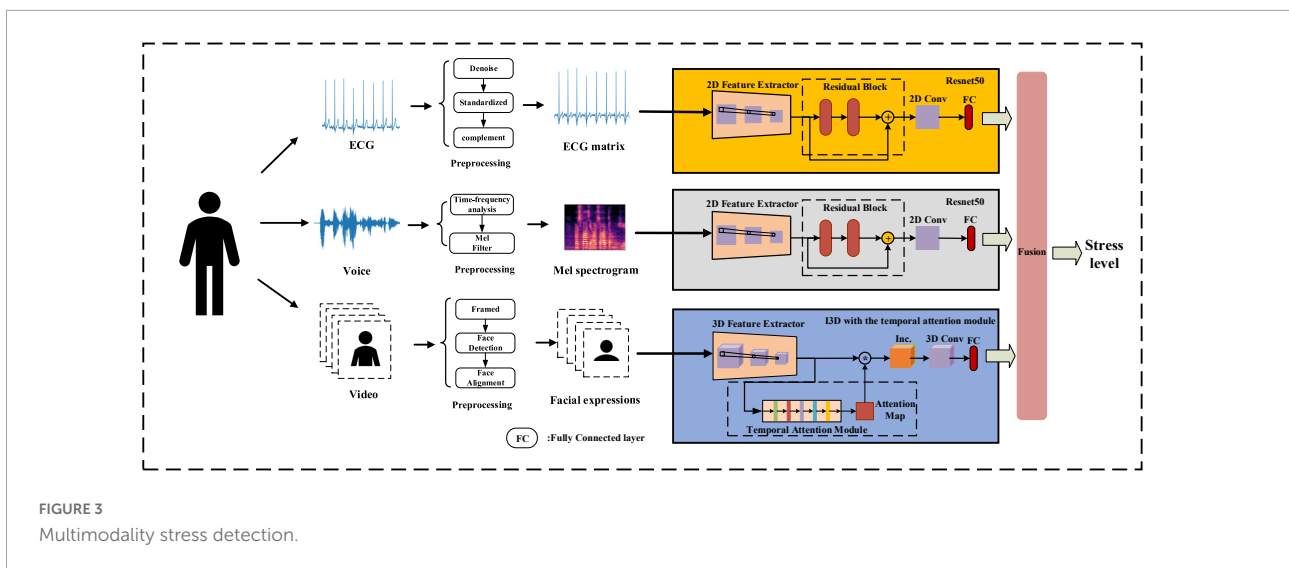 Denoise
Standardized
complement
Preprocessing
ECG
ECG matrix
2D Feature Extractor
Residual Block
Resnet50
2D Conv
FC
Time-frequency
analysis
Mel
Filter
Preprocessing
Voice
Mel spectrogram
2D Feature Extractor
Residual Block
Resnet50
2D Conv
FC
Fusion
Stress
level
Framed
Face
Detection
Face
Alignment
Preprocessing
Video
Facial expressions
3D Feature Extractor
I3D with the temporal attention module
Inc.
3D Conv
FC
Attention
Map
Temporal Attention Module
FC :Fully Connected layer
FIGURE 3
Multimodality stress detection.